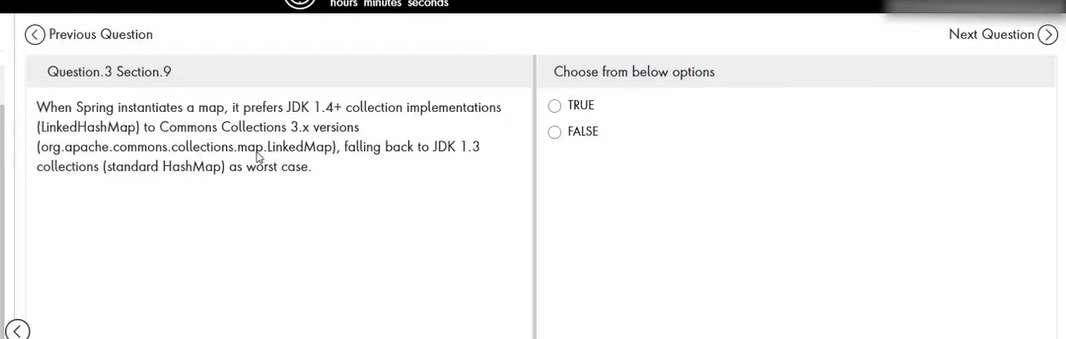 hours minutes seconds
Previous Question
Next Question
Question.3 Section.9
Choose from below options
When Spring instantiates a map, it prefers JDK 1.4+ collection implementations
(LinkedHashMap) to Commons Collections 3.x versions
(org.apache.commons.collections.map.LinkedMap), falling back to JDK 1.3
collections (standard HashMap) as worst case.
TRUE
FALSE